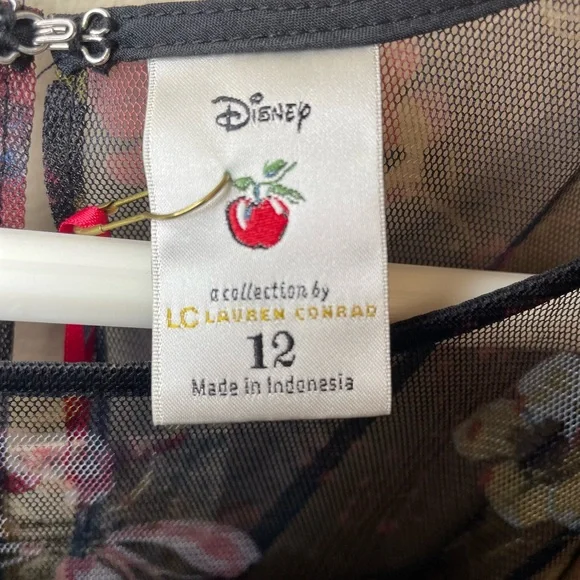 Disney
a collection by
LC LAUREN CONRAD
12
Made in Indonesia